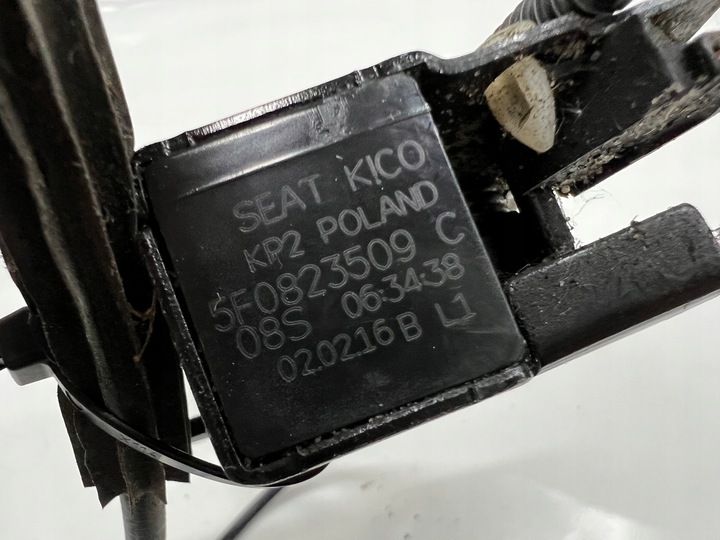 SEAT KICO
KP2 POLAND
5F0823509 C
08S 06:34:38
02.02.16 B L1